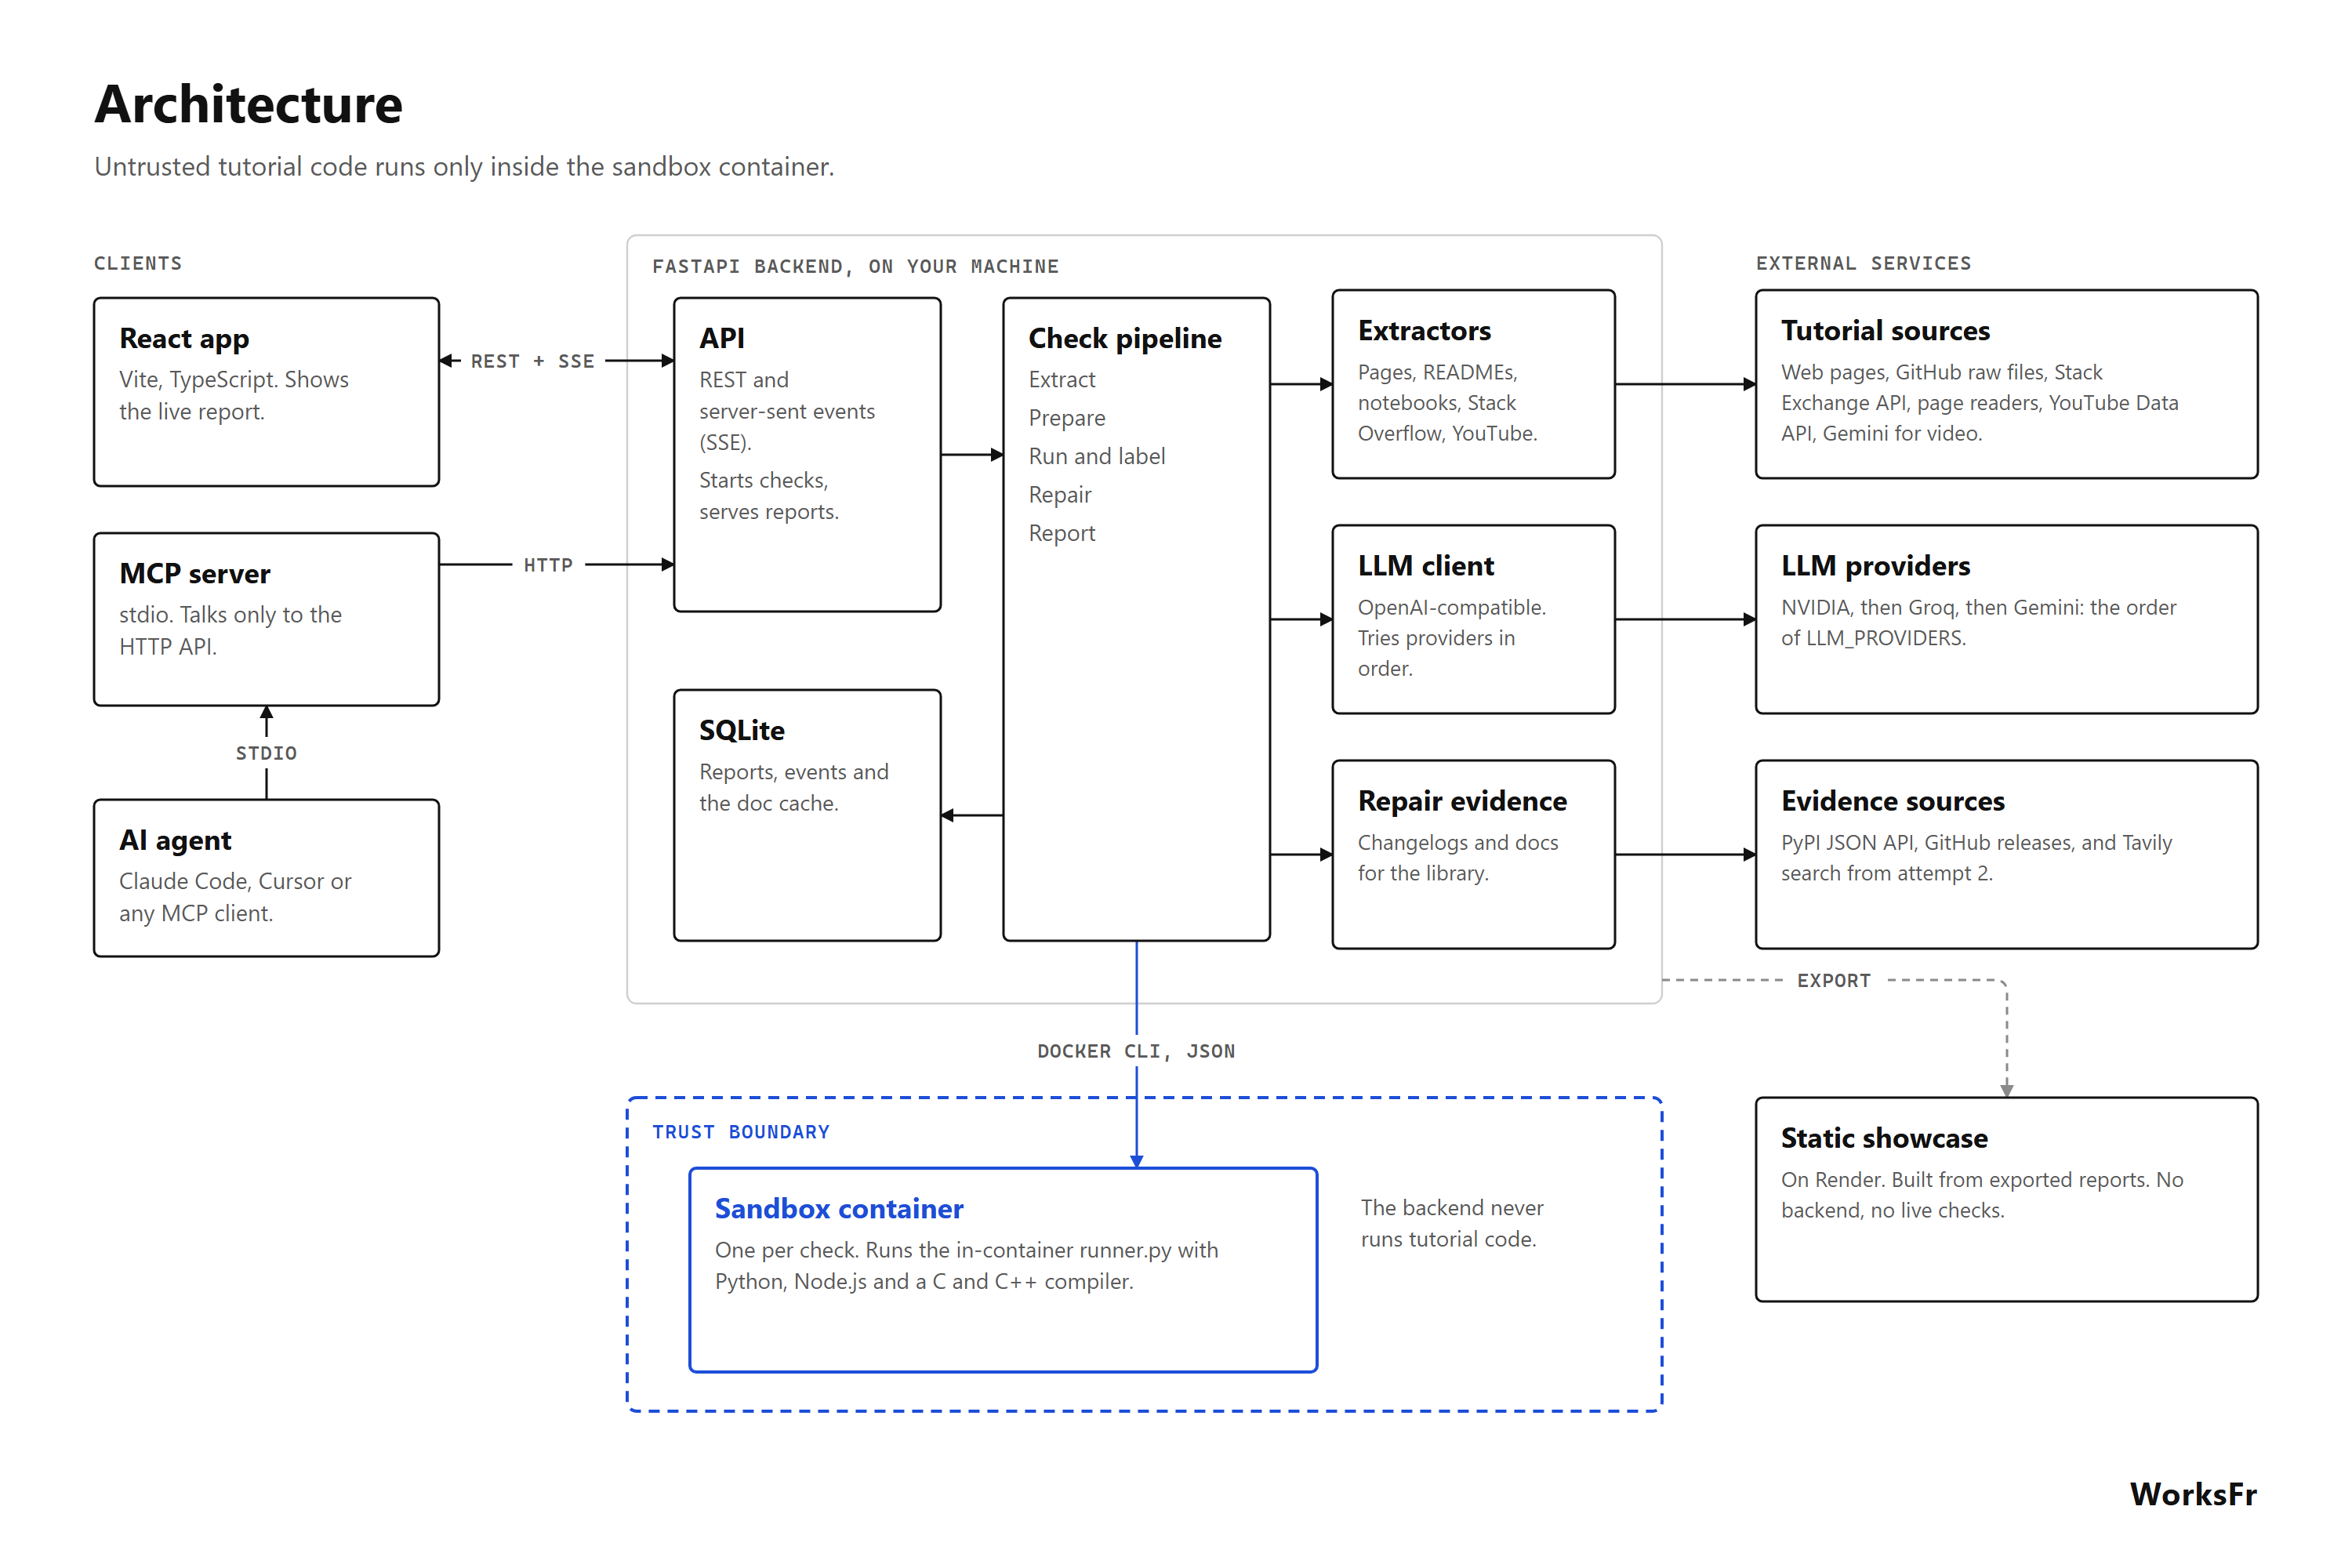 Architecture
Untrusted tutorial code runs only inside the sandbox container.
CLIENTS
React app
Vite, TypeScript. Shows
the live report.
MCP server
stdio. Talks only to the
HTTP API.
STDIO
AI agent
Claude Code, Cursor or
any MCP client.
REST + SSE
HTTP
FASTAPI BACKEND, ON YOUR MACHINE
API
REST and
server-sent events
(SSE).
Starts checks,
serves reports.
SQLite
Reports, events and
the doc cache.
Check pipeline
Extract
Prepare
Run and label
Repair
Report
Extractors
Pages, READMEs,
notebooks, Stack
Overflow, YouTube.
LLM client
OpenAI-compatible.
Tries providers in
order.
Repair evidence
Changelogs and docs
for the library.
EXTERNAL SERVICES
Tutorial sources
Web pages, GitHub raw files, Stack
Exchange API, page readers, YouTube Data
API, Gemini for video.
LLM providers
NVIDIA, then Groq, then Gemini: the order
of LLM_PROVIDERS.
Evidence sources
PyPI JSON API, GitHub releases, and Tavily
search from attempt 2.
EXPORT
DOCKER CLI, JSON
TRUST BOUNDARY
Sandbox container
One per check. Runs the in-container runner.py with
Python, Node.js and a C and C++ compiler.
The backend never
runs tutorial code.
Static showcase
On Render. Built from exported reports. No
backend, no live checks.
WorksFr